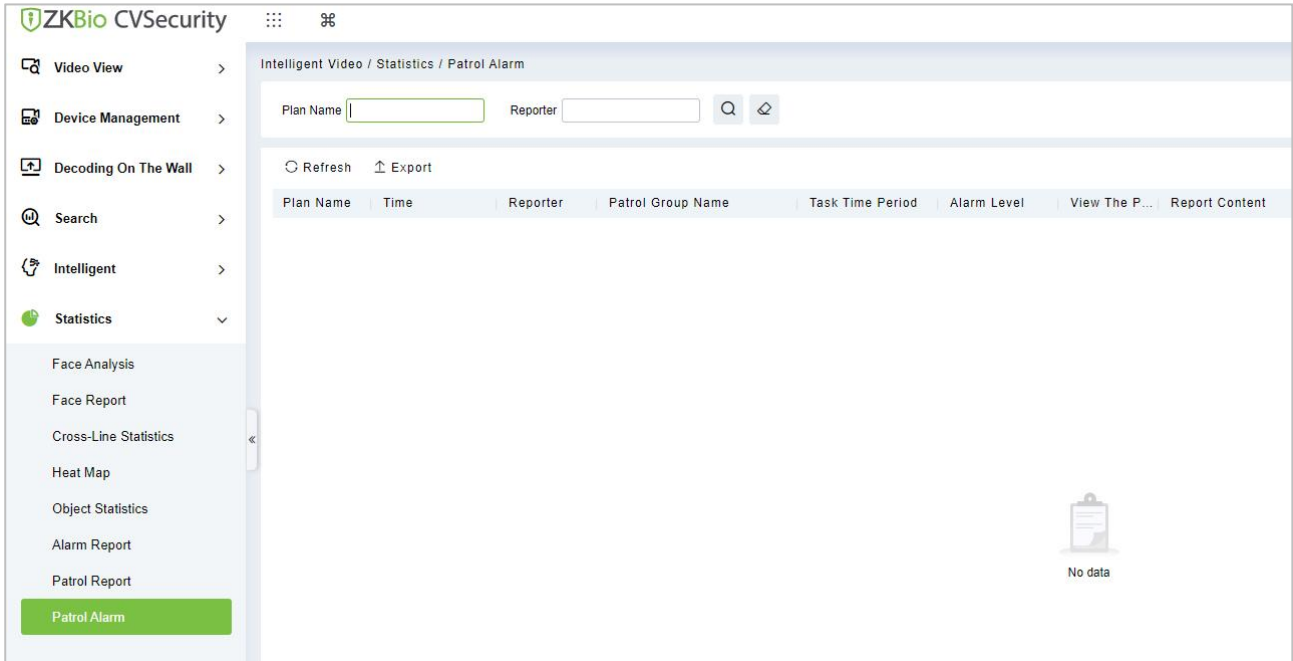 ZKBio CVSecurity
Video View
Device Management
Decoding On The Wall
Search
Intelligent
Statistics
Face Analysis
Face Report
Cross-Line Statistics
Heat Map
Object Statistics
Alarm Report
Patrol Report
Patrol Alarm
Intelligent Video / Statistics / Patrol Alarm
Plan Name Reporter
Refresh Export
Plan Name Time Reporter Patrol Group Name Task Time Period Alarm Level View The P... Report Content
No data